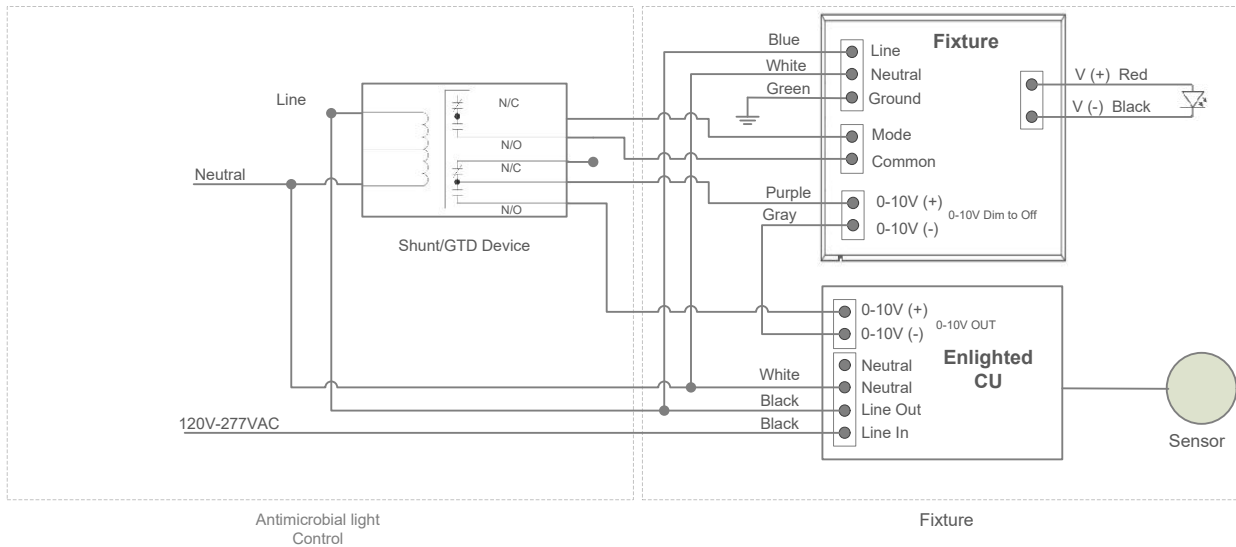 Line
Neutral
120V-277VAC
N/C
N/O
N/C
N/O
Shunt/GTD Device
Blue
White
Green
Purple
Gray
White
Black
Black
Fixture
Line
Neutral
Ground
Mode
Common
0-10V (+)
0-10V (-)
0-10V Dim to Off
V (+) Red
V (-) Black
0-10V (+)
0-10V (-)
0-10V OUT
Enlighted
CU
Neutral
Neutral
Line Out
Line In
Sensor
Antimicrobial light
Control
Fixture